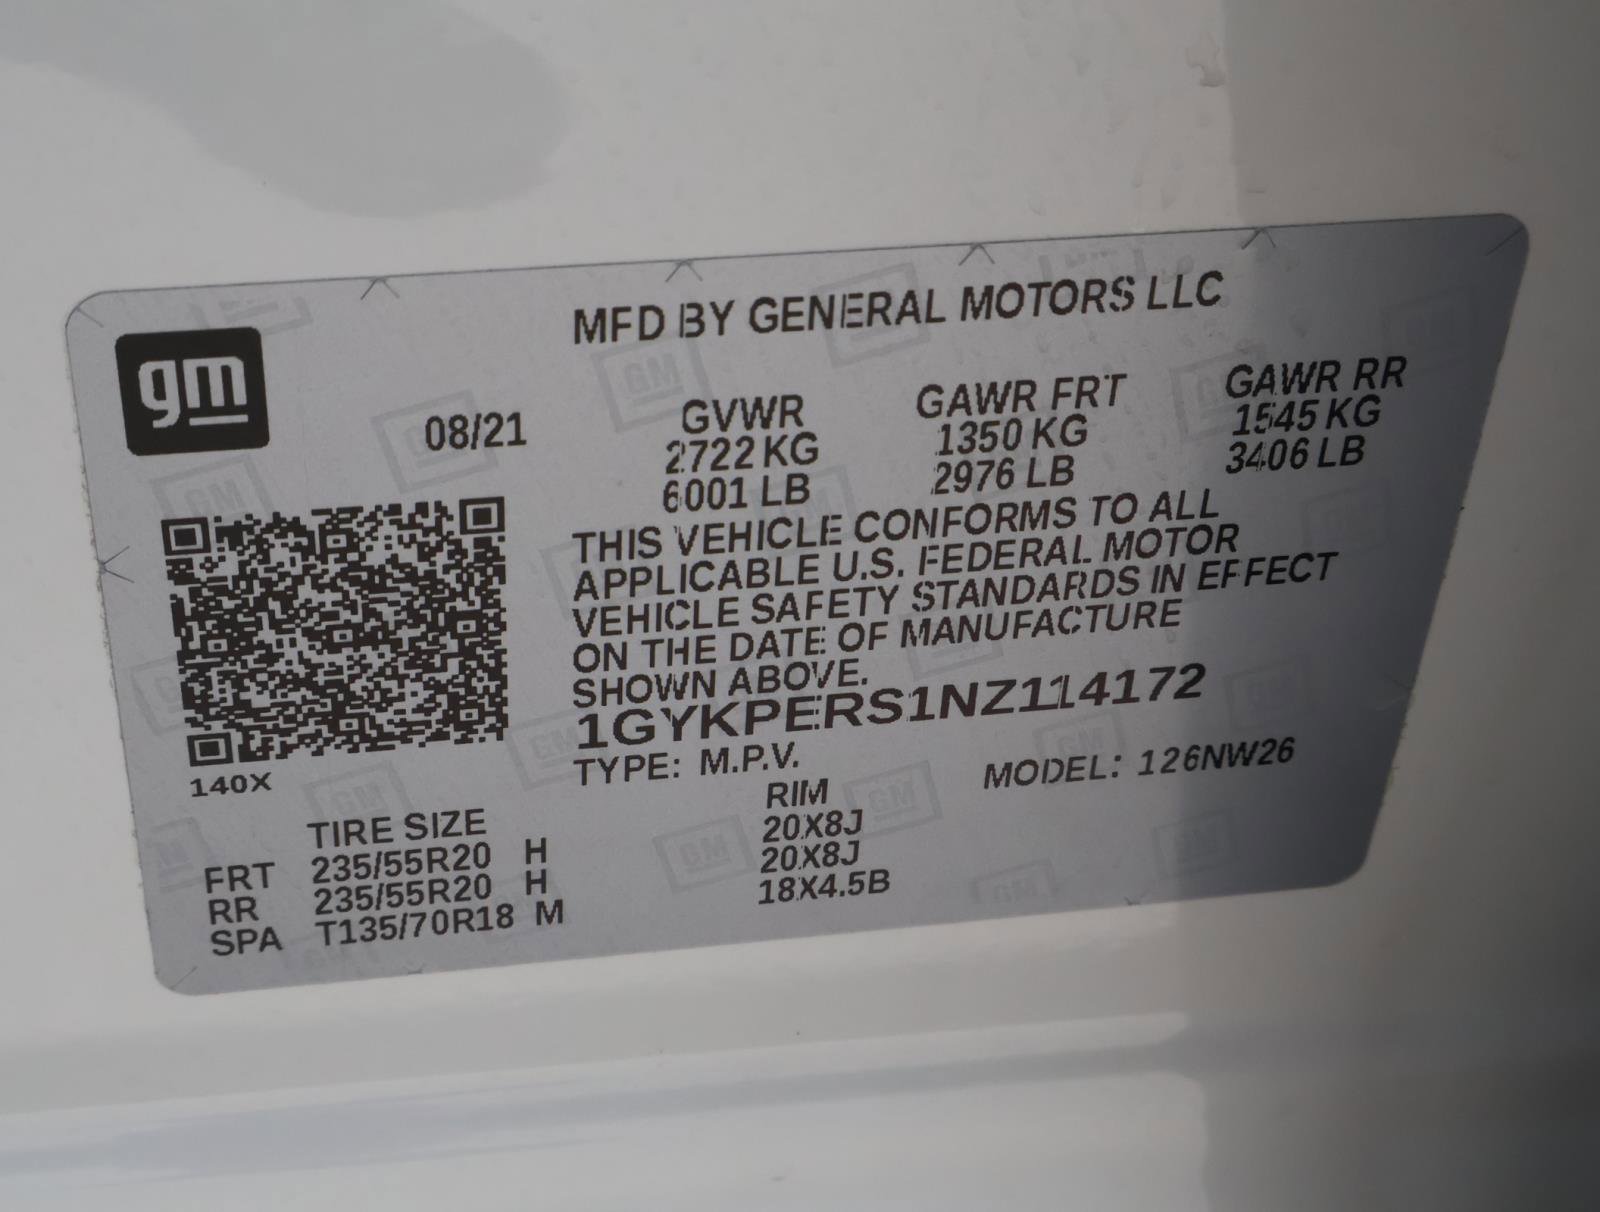 MFD BY GENERAL MOTORS LLC
gm
08/21
GVWR GAWR FRT GAWR RR
2722 KG 1350 KG 1545 KG
6001 LB 2976 LB 3406 LB
THIS VEHICLE CONFORMS TO ALL
APPLICABLE U.S. FEDERAL MOTOR
VEHICLE SAFETY STANDARDS IN EFFECT
ON THE DATE OF MANUFACTURE
SHOWN ABOVE.
1GYKPERS1NZ114172
TYPE: M.P.V. MODEL: 126NW26
140X
TIRE SIZE RIM
FRT 235/55R20 H 20X8J
RR 235/55R20 H 20X8J
SPA T135/70R18 M 18X4.5B